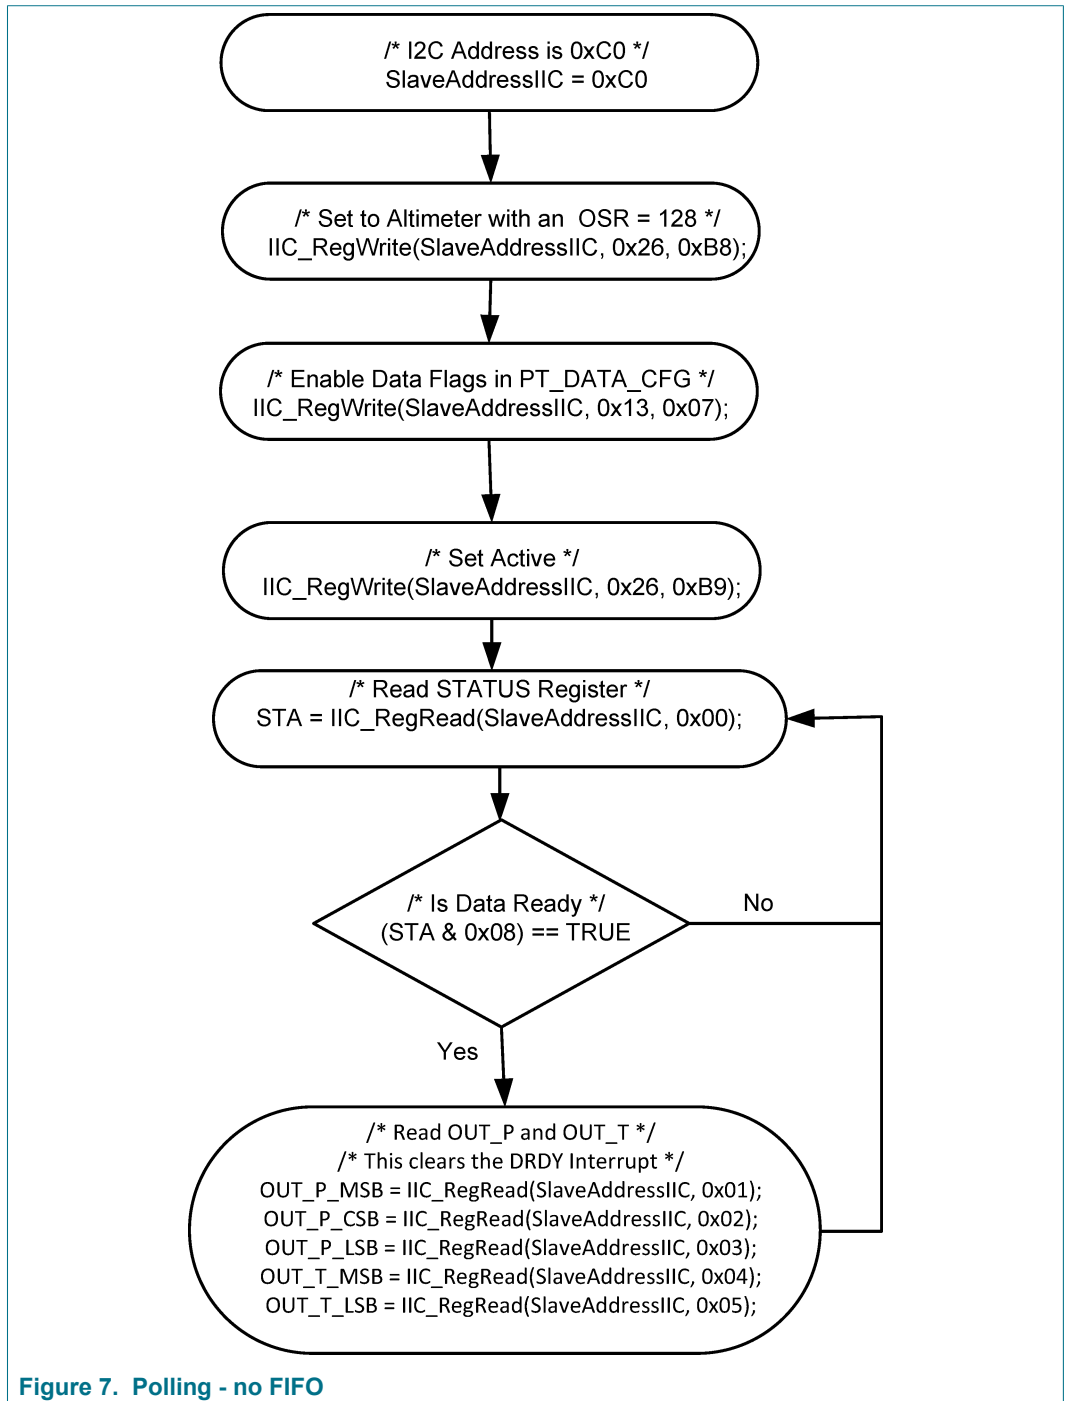 /* I2C Address is 0xC0 */
SlaveAddressIIC = 0xC0
/* Set to Altimeter with an  OSR = 128 */
IIC_RegWrite(SlaveAddressIIC, 0x26, 0xB8);
/* Enable Data Flags in PT_DATA_CFG */
IIC_RegWrite(SlaveAddressIIC, 0x13, 0x07);
/* Set Active */
IIC_RegWrite(SlaveAddressIIC, 0x26, 0xB9);
/* Read STATUS Register */
STA = IIC_RegRead(SlaveAddressIIC, 0x00);
/* Is Data Ready */
(STA & 0x08) == TRUE
No
Yes
/* Read OUT_P and OUT_T */
/* This clears the DRDY Interrupt */
OUT_P_MSB = IIC_RegRead(SlaveAddressIIC, 0x01);
OUT_P_CSB = IIC_RegRead(SlaveAddressIIC, 0x02);
OUT_P_LSB = IIC_RegRead(SlaveAddressIIC, 0x03);
OUT_T_MSB = IIC_RegRead(SlaveAddressIIC, 0x04);
OUT_T_LSB = IIC_RegRead(SlaveAddressIIC, 0x05);
Figure 7.  Polling - no FIFO